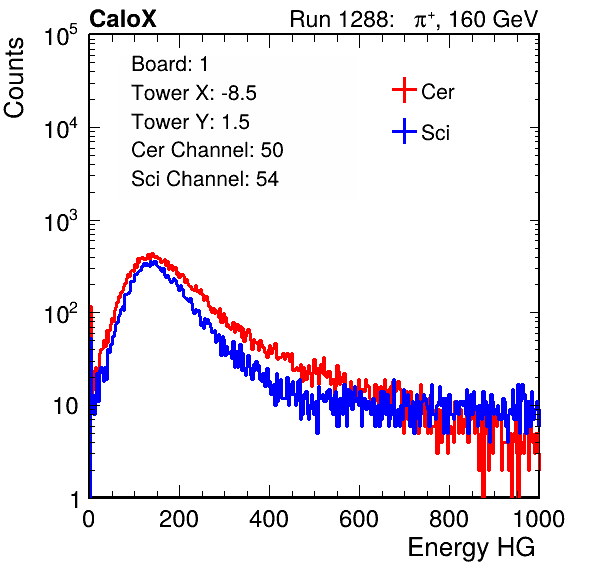 CaloX Run 1288: π⁺, 160 GeV
Counts
Board: 1
Tower X: -8.5
Tower Y: 1.5
Cer Channel: 50
Sci Channel: 54
Cer
Sci
10⁵
10⁴
10³
10²
10
1
0 200 400 600 800 1000
Energy HG